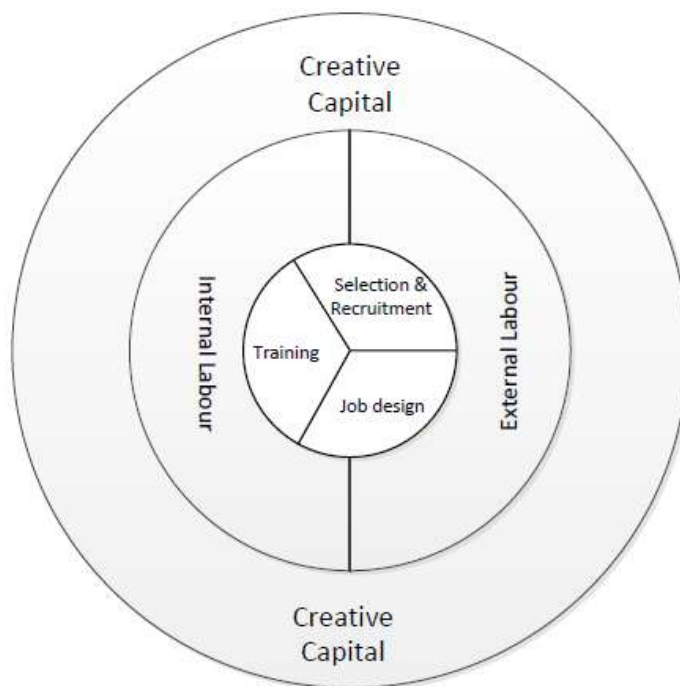 Creative
Capital
Internal Labour
Selection &
Recruitment
Training
Job design
External Labour
Creative
Capital